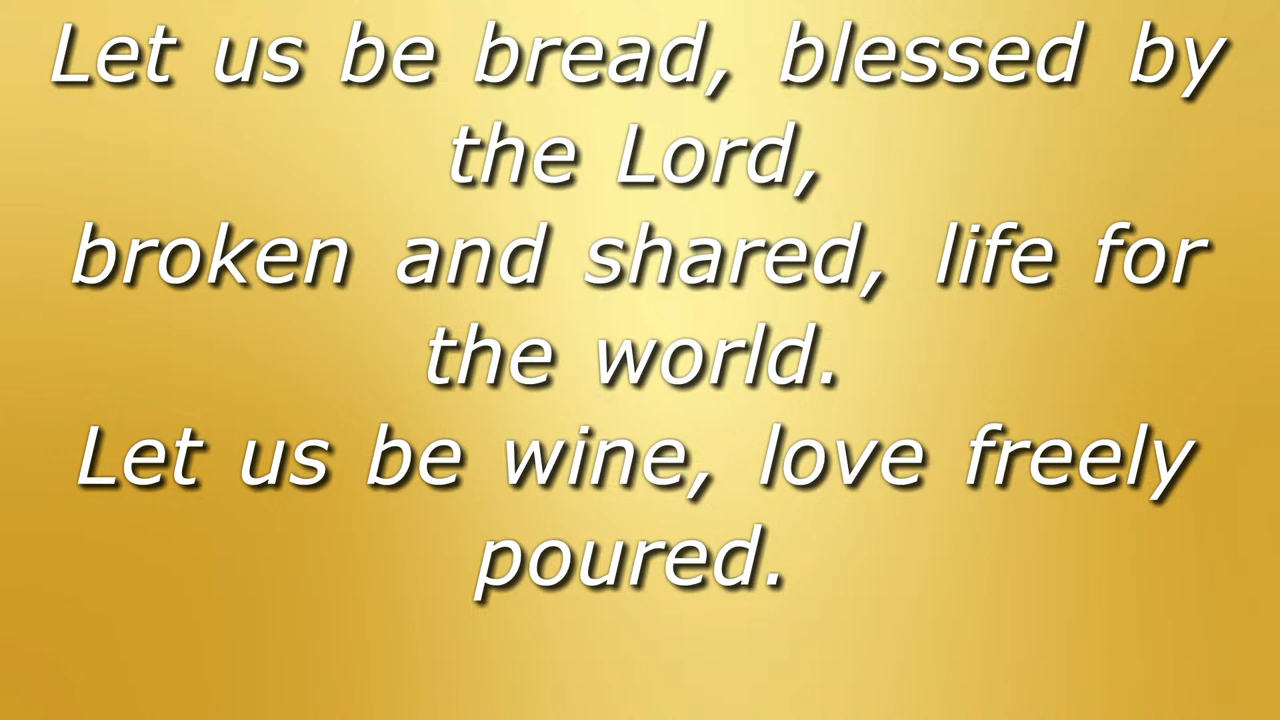 Let us be bread, blessed by
the Lord,
broken and shared, life for
the world.
Let us be wine, love freely
poured.